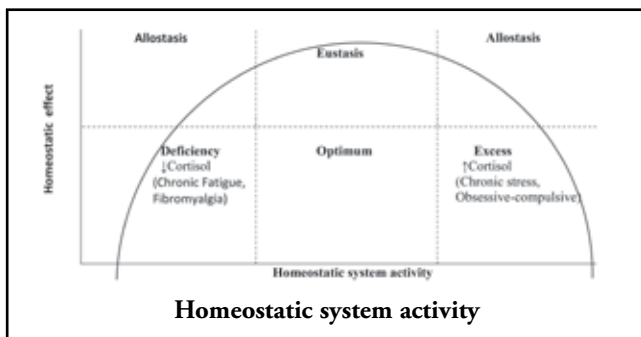 Allostasis
Allostasis
Eustasis
Homeostatic effect
Deficiency
↓Cortisol
(Chronic Fatigue,
Fibromyalgia)
Optimum
Excess
↑Cortisol
(Chronic stress,
Obsessive-compulsive)
Homeostatic system activity
Homeostatic system activity